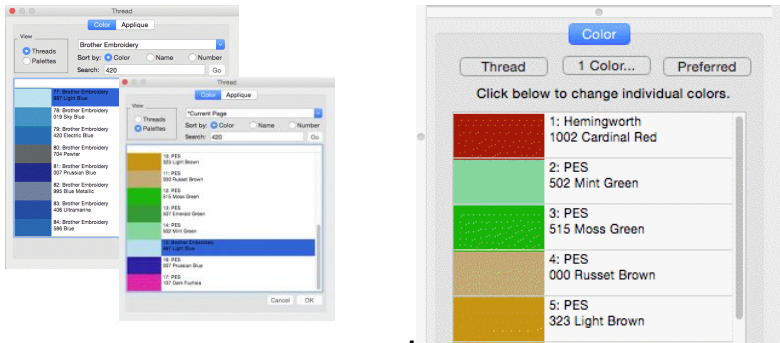 Thread
Color
Applique
View
Threads
Palettes
Brother Embroidery
Sort by: Color Name Number
Search: 420 Go
77: Brother Embroidery
987 Light Blue
78: Brother Embroidery
019 Sky Blue
79: Brother Embroidery
420 Electric Blue
80: Brother Embroidery
704 Pewter
81: Brother Embroidery
007 Prussian Blue
82: Brother Embroidery
995 Blue Metallic
83: Brother Embroidery
406 Ultramarine
84: Brother Embroidery
586 Blue
Thread
Color
Applique
View
Threads
Palettes
*Current Page
Sort by: Color Name Number
Search: 420 Go
10: PES
323 Light Brown
11: PES
000 Russet Brown
12: PES
515 Moss Green
13: PES
507 Emerald Green
14: PES
502 Mint Green
15: Brother Embroidery
987 Light Blue
16: PES
007 Prussian Blue
17: PES
107 Dark Fuchsia
Cancel OK
Color
Thread 1 Color... Preferred
Click below to change individual colors.
1: Hemingworth
1002 Cardinal Red
2: PES
502 Mint Green
3: PES
515 Moss Green
4: PES
000 Russet Brown
5: PES
323 Light Brown